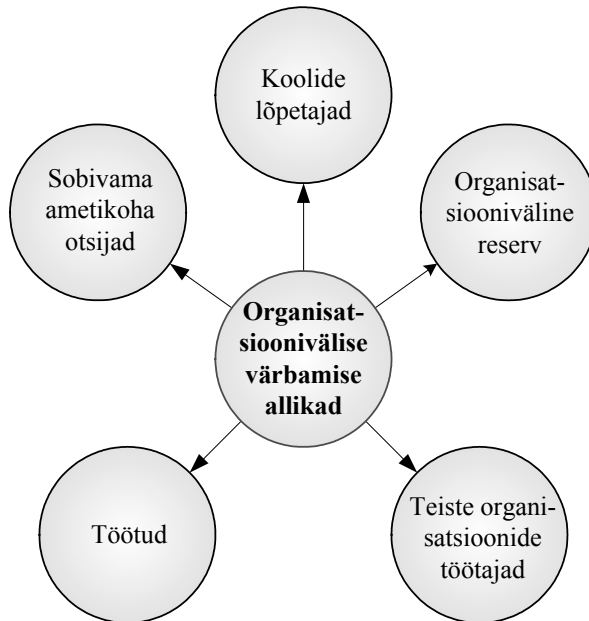 Koolide
lõpetajad
Sobivama
ametikoha
otsijad
Organisat-
siooniväline
reserv
Organisat-
sioonivälise
värbamise
allikad
Töötud
Teiste organi-
satsioonide
töötajad